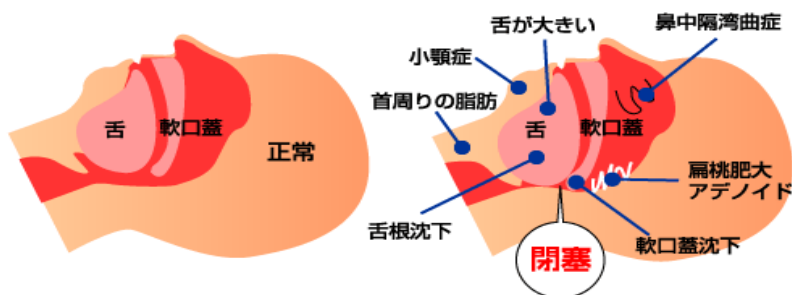 舌
軟口蓋
正常
舌が大きい
鼻中隔湾曲症
小顎症
首周りの脂肪
舌
軟口蓋
扁桃肥大
アデノイド
舌根沈下
軟口蓋沈下
閉塞